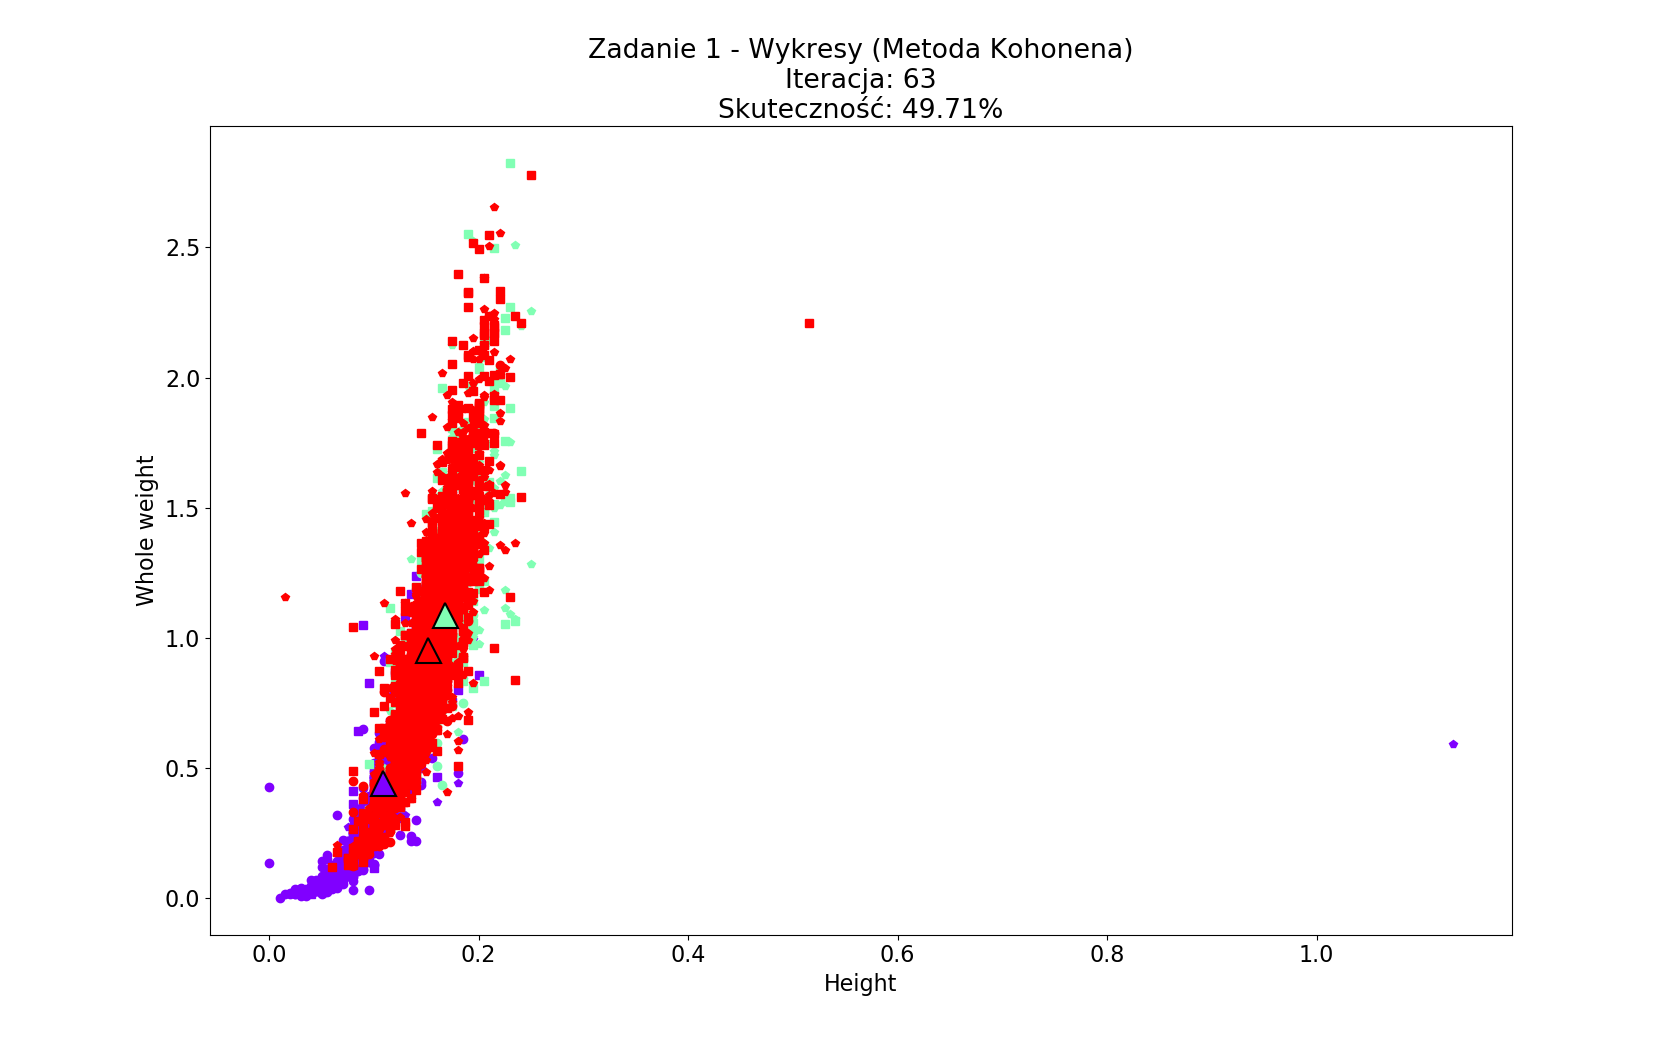 Zadanie 1 - Wykresy (Metoda Kohonena)
Iteracja: 63
Skuteczność: 49.71%
2.5
2.0
1.5
1.0
0.5
0.0
Whole weight
0.0 0.2 0.4 0.6 0.8 1.0
Height